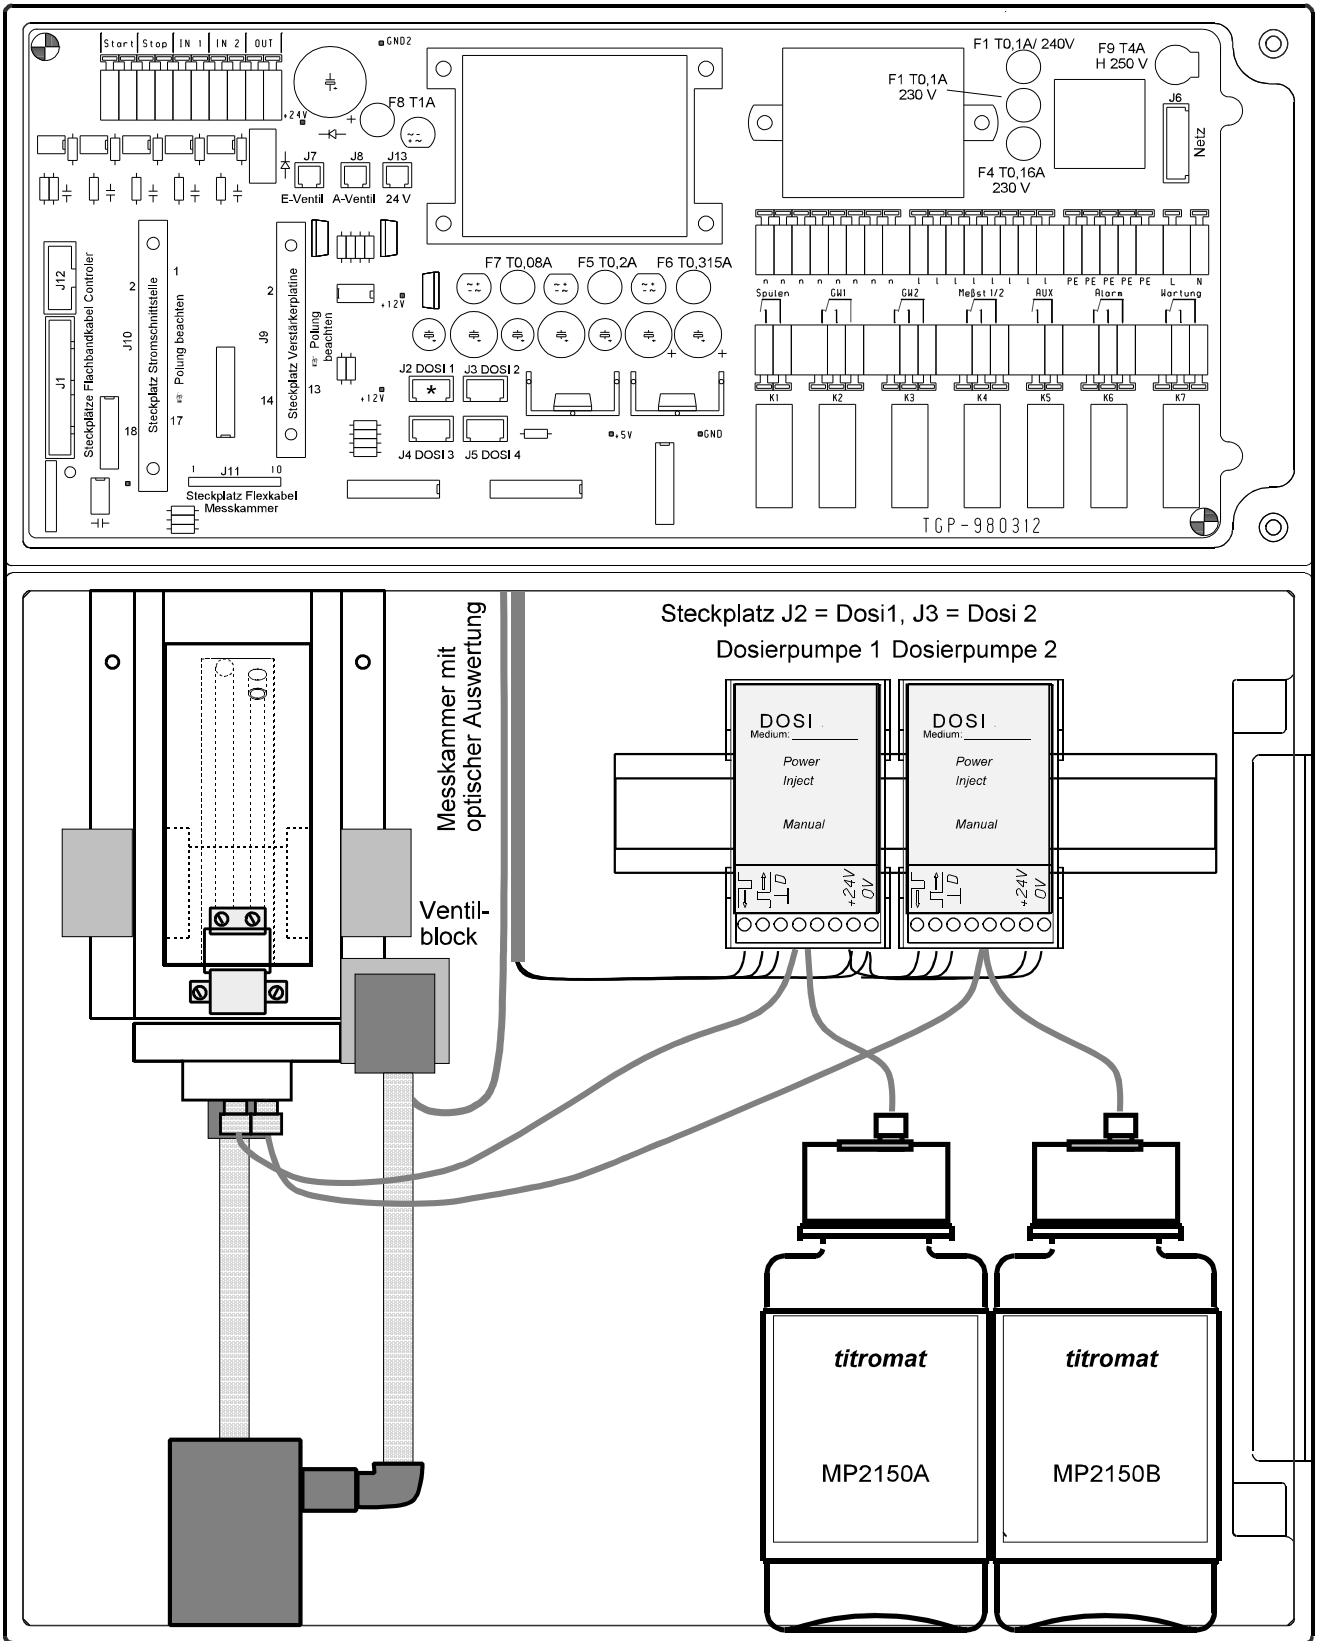 Start Stop IN 1 IN 2 OUT
GND2
+24V
F8 T1A
J7
J8
J13
E-Ventil
A-Ventil
24 V
F1 T0,1A/ 240V
F1 T0,1A
230 V
F4 T0,16A
230 V
F9 T4A
H 250 V
J6
Netz
J12
J1
Steckplätze Flachbandkabel Controler
2
J10
18
Steckplatz Stromschnittstelle
1
Polung beachten
17
2
J9
14
Steckplatz Verstärkerplatine
Polung
beachten
13
1
J11
10
Steckplatz Flexkabel
Messkammer
+12V
+12V
F7 T0,08A
F5 T0,2A
F6 T0,315A
J2 DOSI 1
J3 DOSI 2
*
J4 DOSI 3
J5 DOSI 4
+5V
GND
n n n n n n n n L L L L L L L L PE PE PE PE PE L N
Spülen GW1 GW2 Meßst 1/2 AUX Alarm Wartung
K1 K2 K3 K4 K5 K6 K7
TGP-980312
Messkammer mit
optischer Auswertung
Ventil-
block
Steckplatz J2 = Dosi1, J3 = Dosi 2
Dosierpumpe 1 Dosierpumpe 2
DOSI
Medium:
Power
Inject
Manual
D
+24V
0V
DOSI
Medium:
Power
Inject
Manual
D
+24V
0V
titromat
MP2150A
titromat
MP2150B